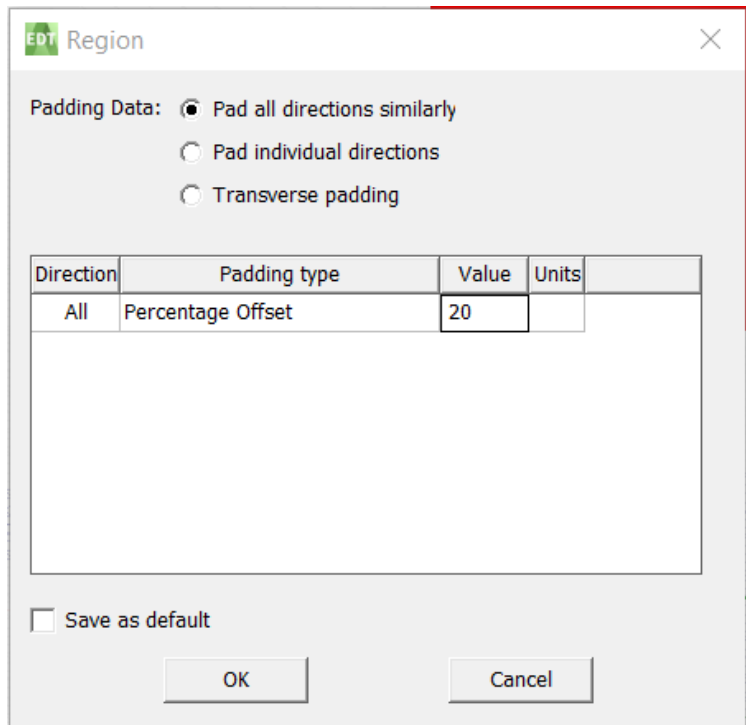 EDT Region
Padding Data: Pad all directions similarly
Pad individual directions
Transverse padding
Direction Padding type Value Units
All Percentage Offset 20
Save as default
OK Cancel